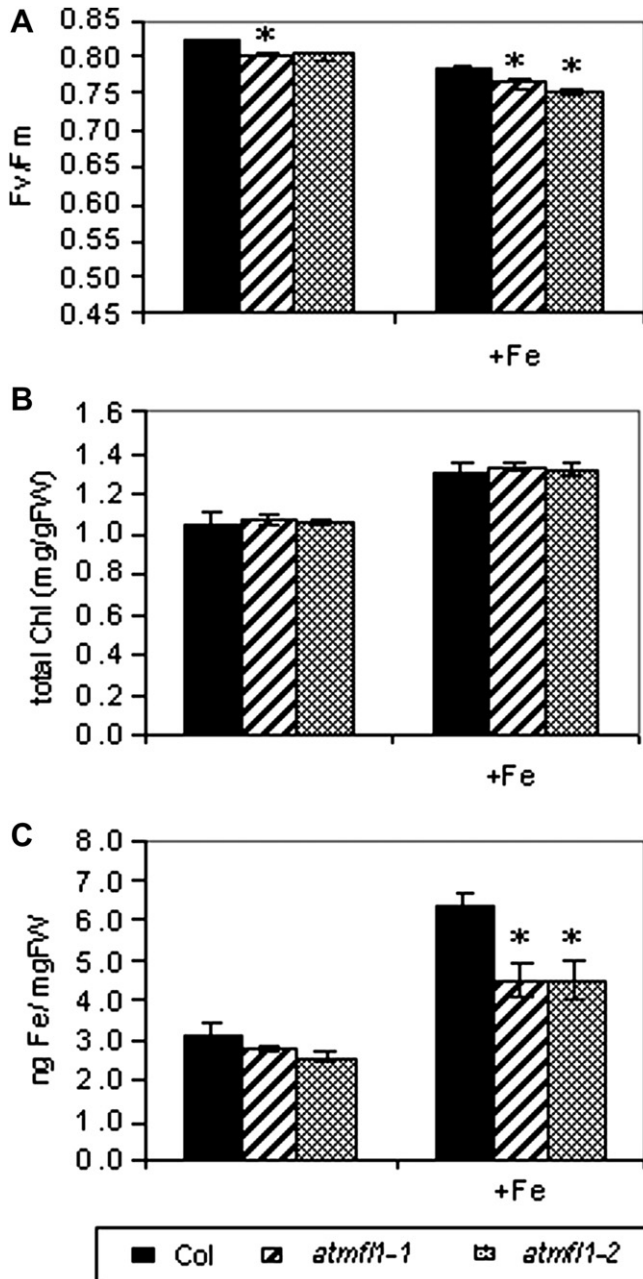 A
Fv/Fm
0.85
0.80
0.75
0.70
0.65
0.60
0.55
0.50
0.45
*
*
*
+Fe
B
total Chl (mg/gFW)
1.6
1.4
1.2
1.0
0.8
0.6
0.4
0.2
0.0
+Fe
C
ng Fe/mgFW
8.0
7.0
6.0
5.0
4.0
3.0
2.0
1.0
0.0
*
*
+Fe
Col
atmfl1-1
atmfl1-2